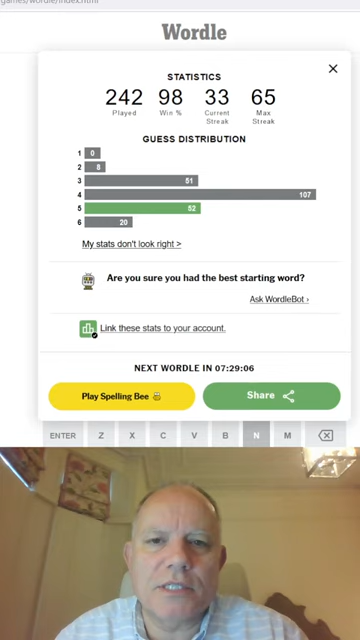 games/wordle/index.html
Wordle
STATISTICS
242 98 33 65
Played Win % Current Streak Max Streak
GUESS DISTRIBUTION
1 0
2 8
3 51
4 107
5 52
6 20
My stats don't look right >
Are you sure you had the best starting word?
Ask WordleBot ›
Link these stats to your account.
NEXT WORDLE IN 07:29:06
Play Spelling Bee
Share
ENTER Z X C V B N M